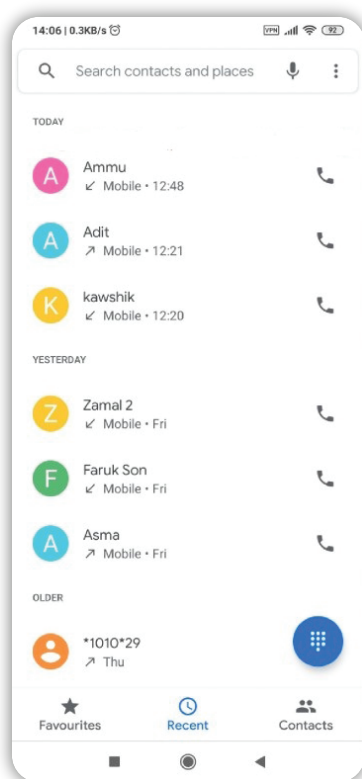 14:06 | 0.3KB/s VPN 92
Search contacts and places
TODAY
A Ammu
↙ Mobile • 12:48
A Adit
↗ Mobile • 12:21
K kawshik
↙ Mobile • 12:20
YESTERDAY
Z Zamal 2
↙ Mobile • Fri
F Faruk Son
↙ Mobile • Fri
A Asma
↗ Mobile • Fri
OLDER
*1010*29
↗ Thu
Favourites Recent Contacts